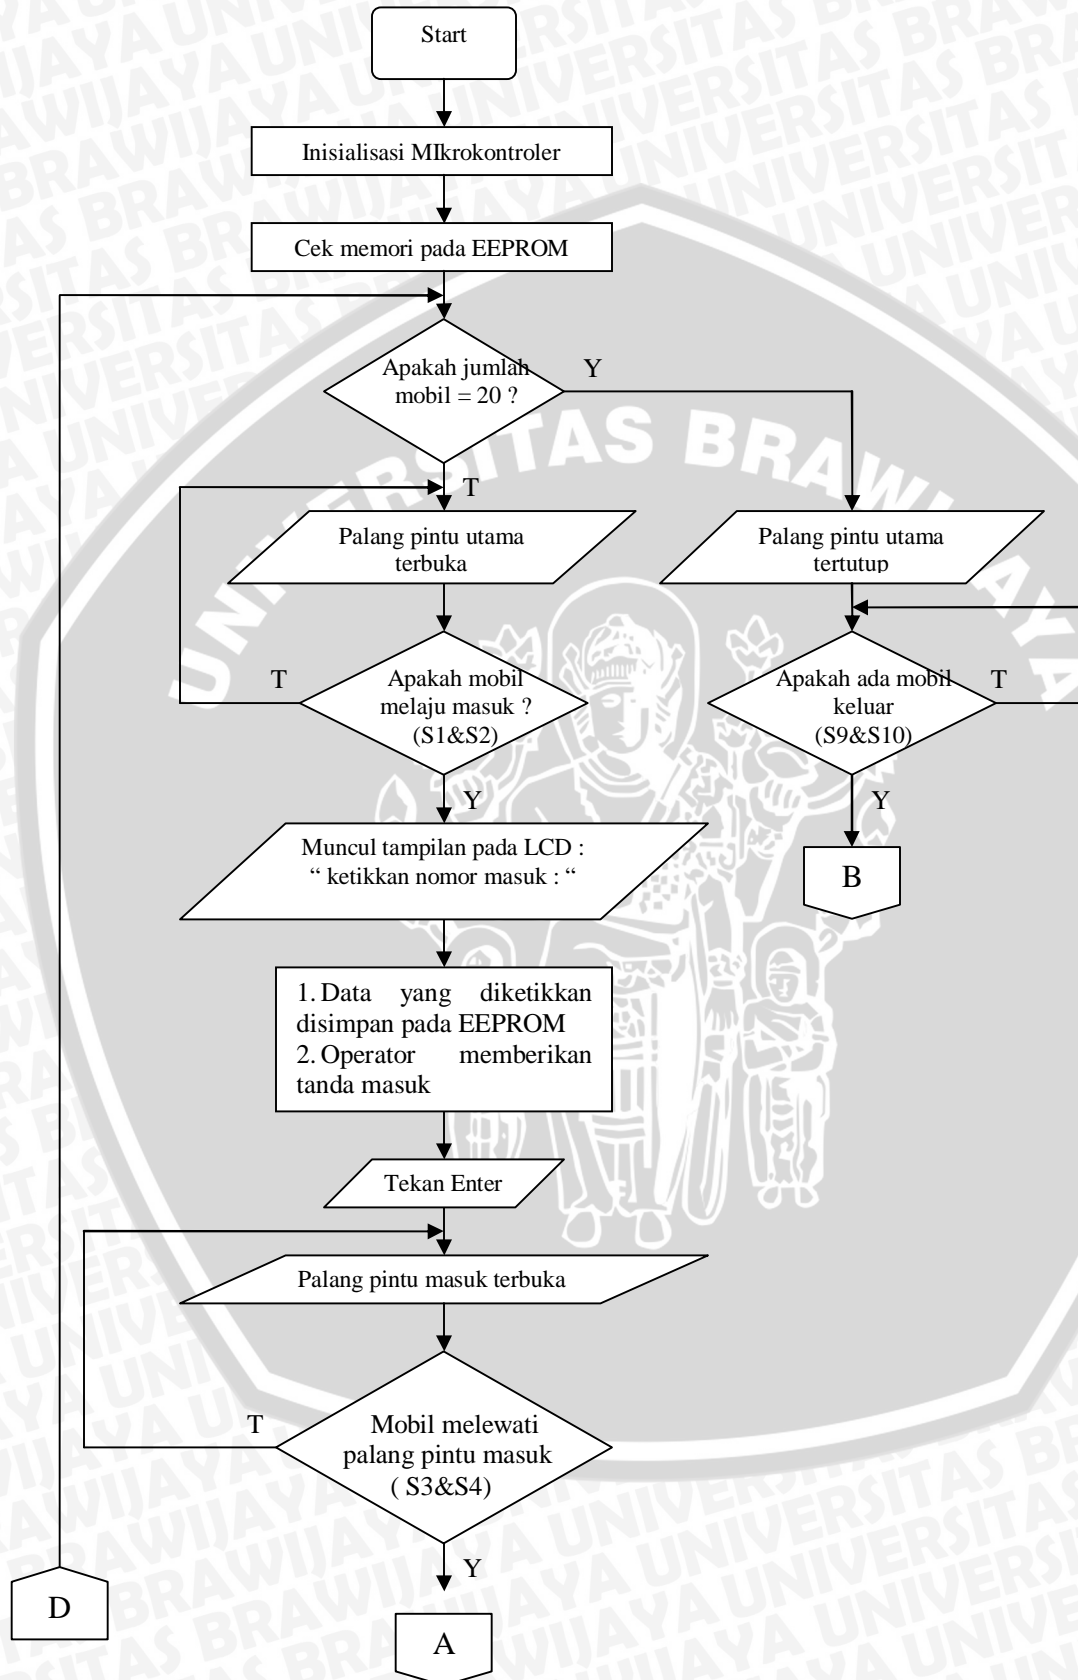 Start
Inisialisasi MIkrokontroler
Cek memori pada EEPROM
Apakah jumlah
mobil = 20 ?
Y
T
Palang pintu utama
terbuka
Palang pintu utama
tertutup
T
Apakah mobil
melaju masuk ?
(S1&S2)
Apakah ada mobil
keluar
(S9&S10)
T
Y
Y
Muncul tampilan pada LCD :
“ ketikkan nomor masuk : “
B
1. Data yang diketikkan
disimpan pada EEPROM
2. Operator memberikan
tanda masuk
Tekan Enter
Palang pintu masuk terbuka
T
Mobil melewati
palang pintu masuk
( S3&S4)
Y
D
A
UNIVERSITAS BRAWIJAYA